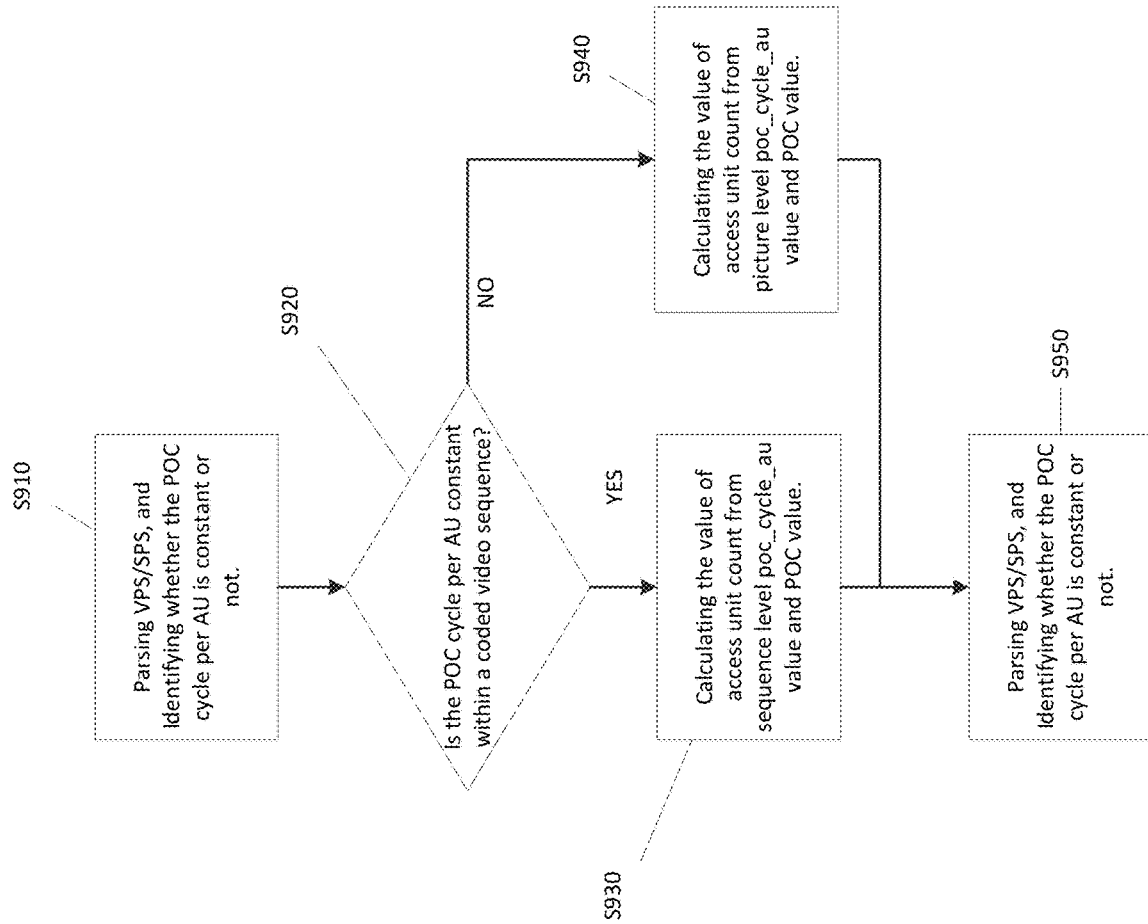 S910
Parsing VPS/SPS, and
Identifying whether the POC
cycle per AU is constant or
not.
S920
Is the POC cycle per AU constant
within a coded video sequence?
NO
YES
S930
Calculating the value of
access unit count from
sequence level poc_cycle_au
value and POC value.
S940
Calculating the value of
access unit count from
picture level poc_cycle_au
value and POC value.
S950
Parsing VPS/SPS, and
Identifying whether the POC
cycle per AU is constant or
not.